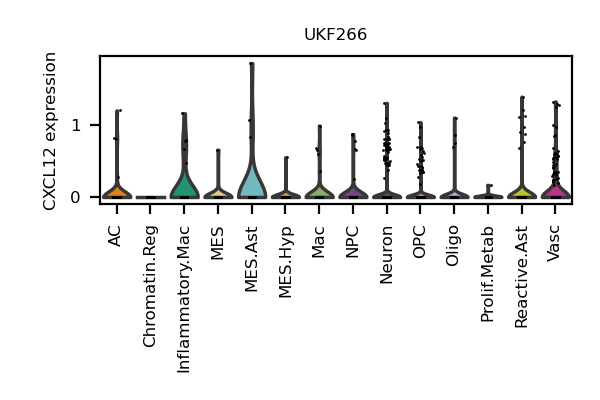 UKF266
CXCL12 expression
1
0
AC
Chromatin.Reg
Inflammatory.Mac
MES
MES.Ast
MES.Hyp
Mac
NPC
Neuron
OPC
Oligo
Prolif.Metab
Reactive.Ast
Vasc